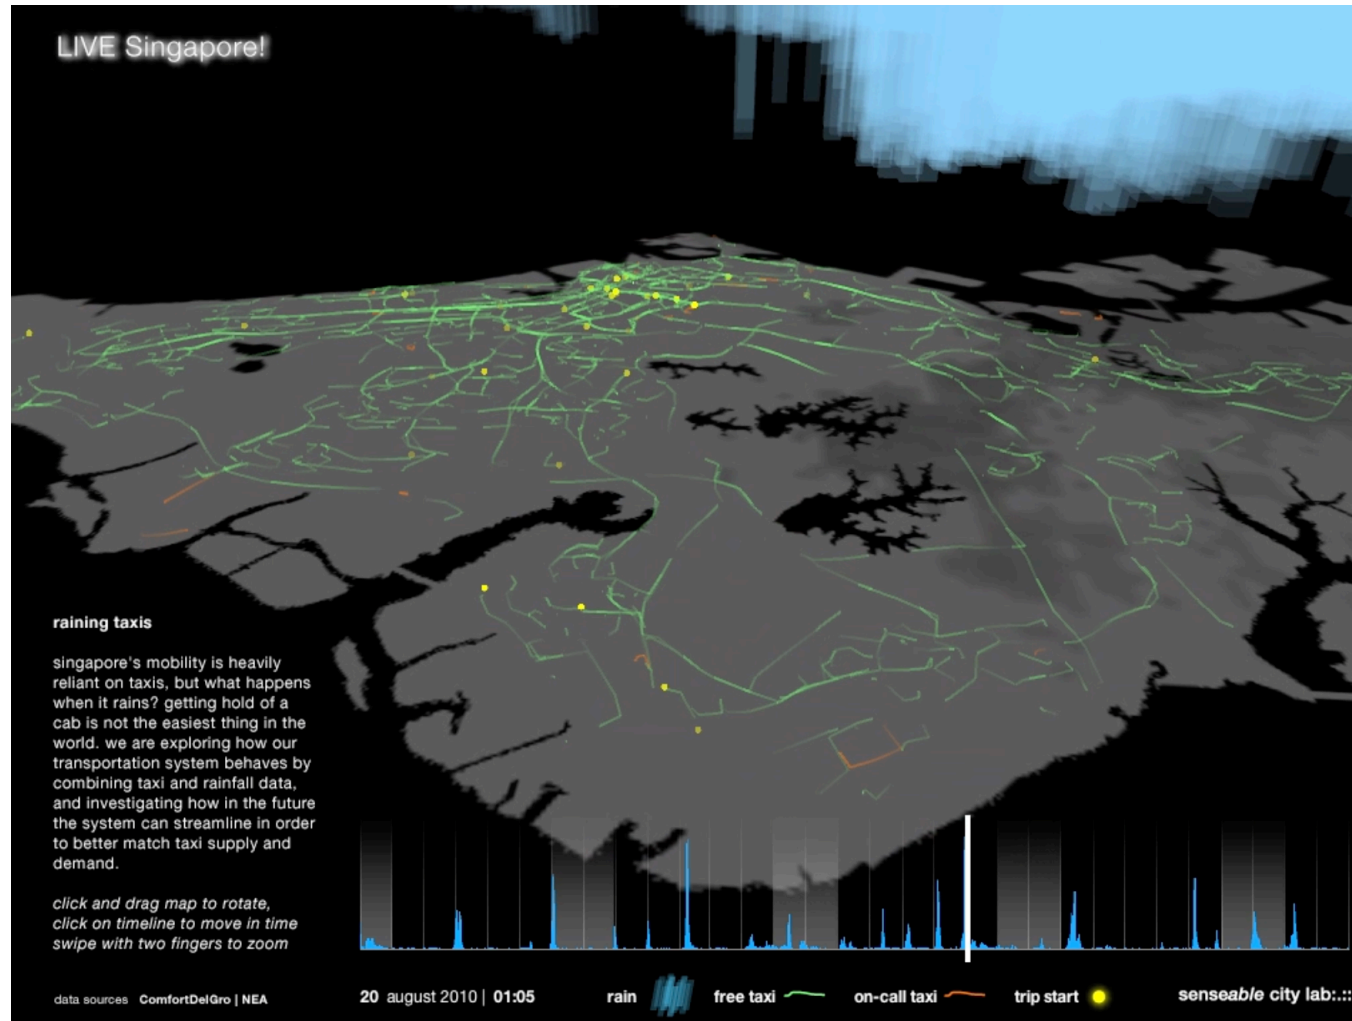 LIVE Singapore!
raining taxis
singapore's mobility is heavily
reliant on taxis, but what happens
when it rains? getting hold of a
cab is not the easiest thing in the
world. we are exploring how our
transportation system behaves by
combining taxi and rainfall data,
and investigating how in the future
the system can streamline in order
to better match taxi supply and
demand.
click and drag map to rotate,
click on timeline to move in time
swipe with two fingers to zoom
data sources ComfortDelGro | NEA
20 august 2010 | 01:05
rain
free taxi
on-call taxi
trip start
senseable city lab:.::